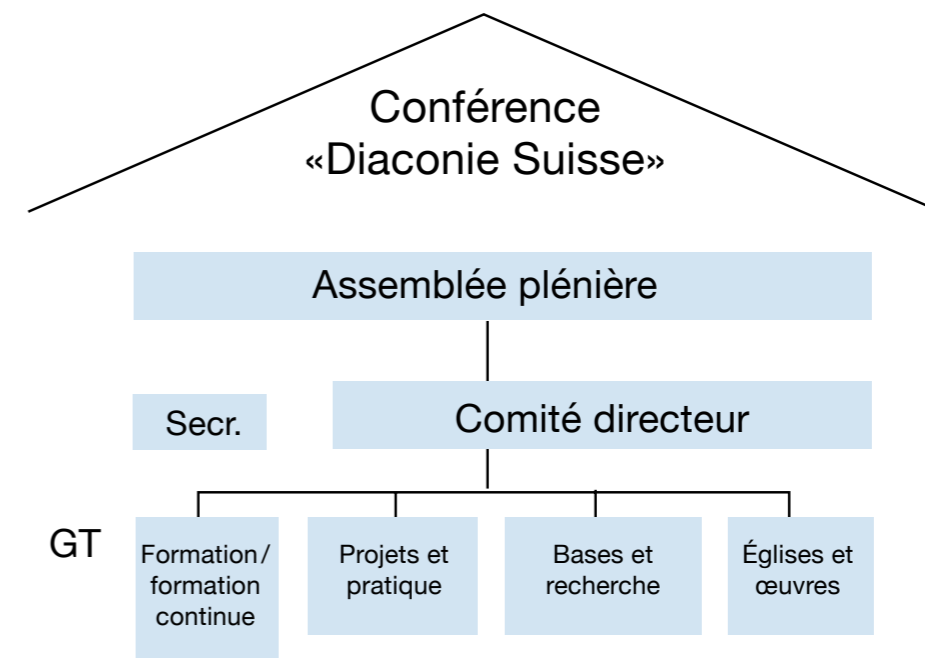 Conférence
«Diaconie Suisse»
Assemblée plénière
Secr.
Comité directeur
GT
Formation/
formation
continue
Projets et
pratique
Bases et
recherche
Églises et
œuvres